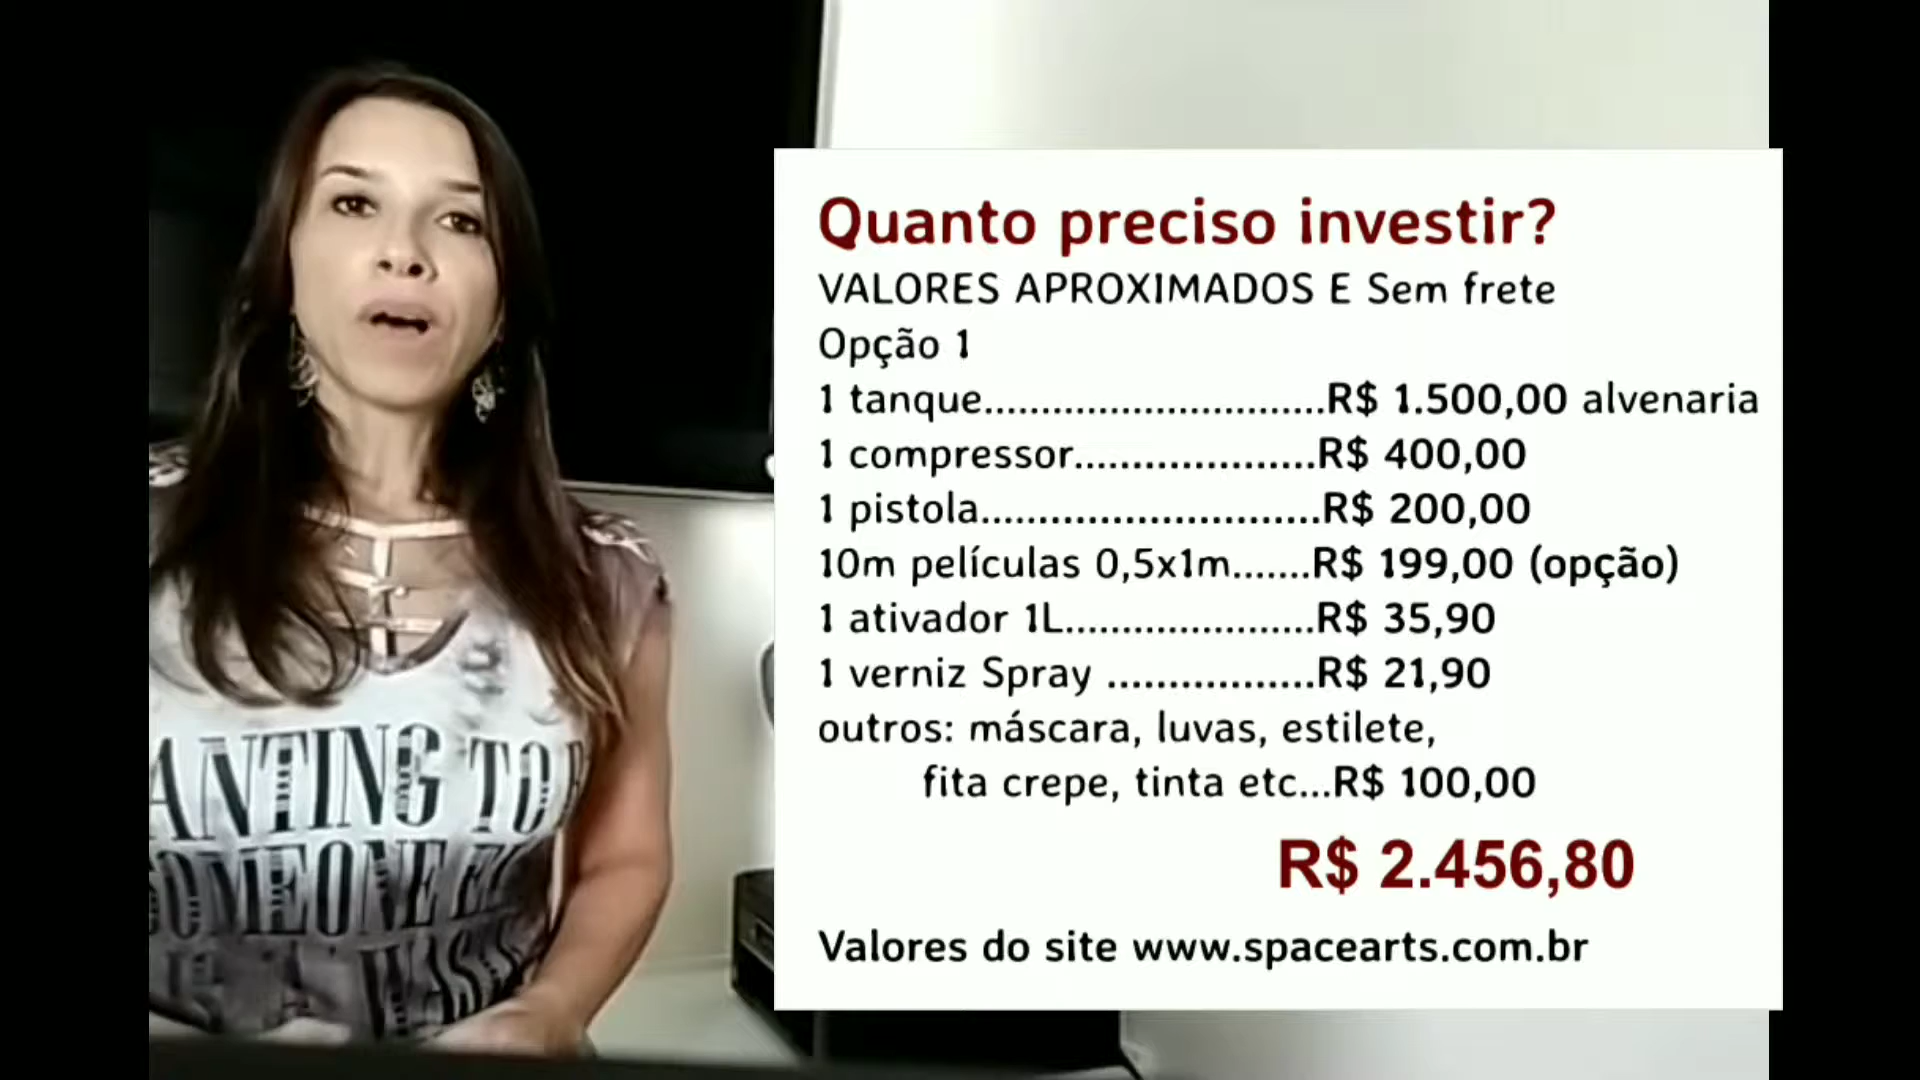 Quanto preciso investir?
VALORES APROXIMADOS E Sem frete
Opção 1
1 tanque..............................R$ 1.500,00 alvenaria
1 compressor.....................R$ 400,00
1 pistola..............................R$ 200,00
10m películas 0,5x1m.......R$ 199,00 (opção)
1 ativador 1L......................R$ 35,90
1 verniz Spray ..................R$ 21,90
outros: máscara, luvas, estilete,
fita crepe, tinta etc...R$ 100,00
R$ 2.456,80
Valores do site www.spacearts.com.br
ANTING TO
OMEONE